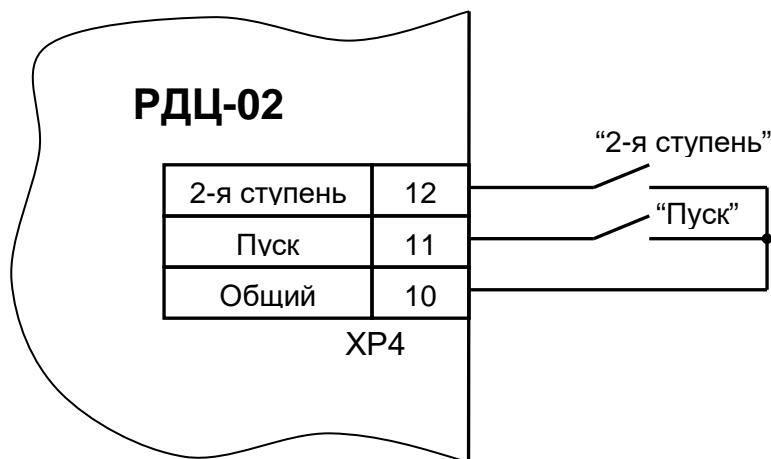 РДЦ-02
“2-я ступень”
2-я ступень 12
“Пуск”
Пуск 11
Общий 10
XP4